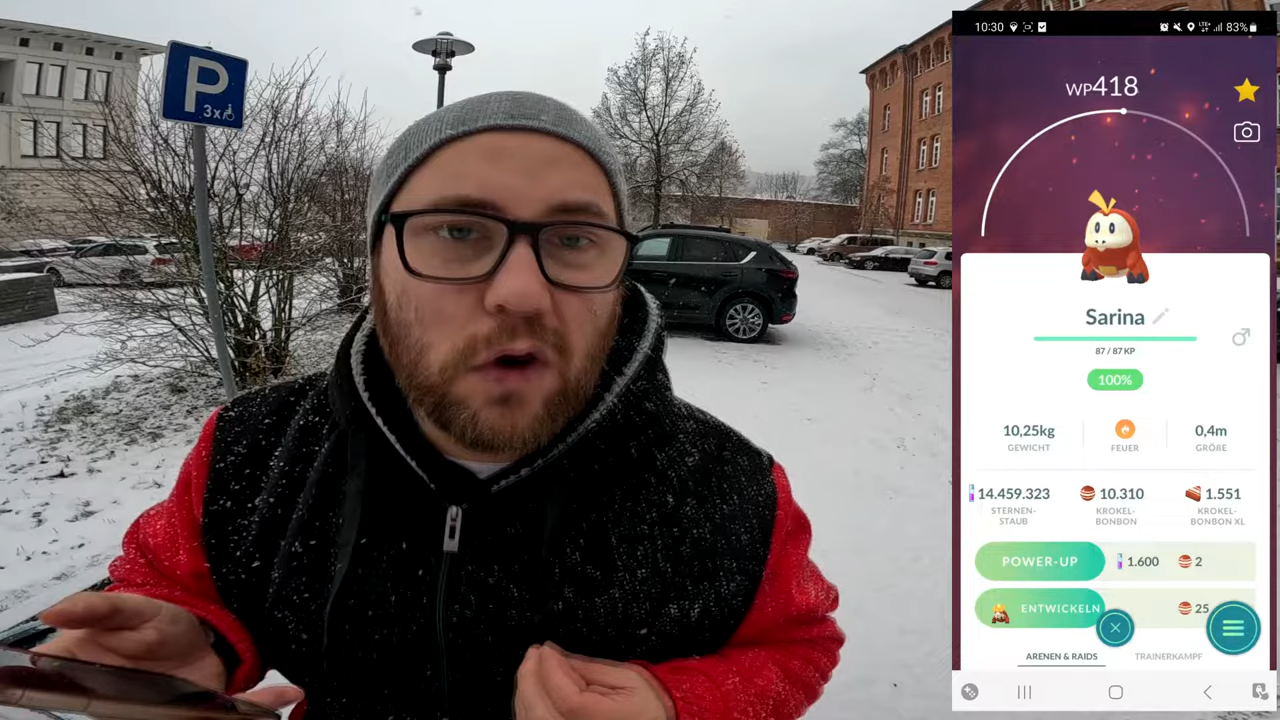 P
3x
10:30
LTE+
83%
WP418
Sarina
87 / 87 KP
100%
10,25kg
GEWICHT
FEUER
0,4m
GRÖßE
14.459.323
STERNEN-
STAUB
10.310
KROKEL-
BONBON
1.551
KROKEL-
BONBON XL
POWER-UP
1.600
2
ENTWICKELN
25
ARENEN & RAIDS
TRAINERKAMPF